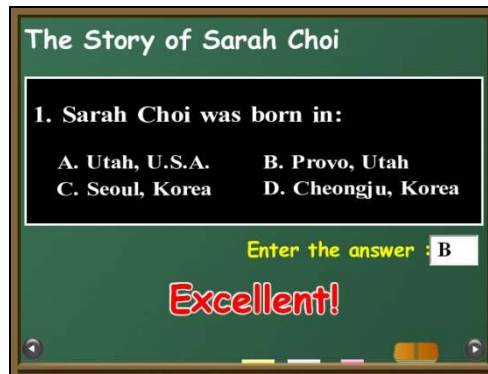 The Story of Sarah Choi
1. Sarah Choi was born in:
A. Utah, U.S.A. B. Provo, Utah
C. Seoul, Korea D. Cheongju, Korea
Enter the answer : B
Excellent!